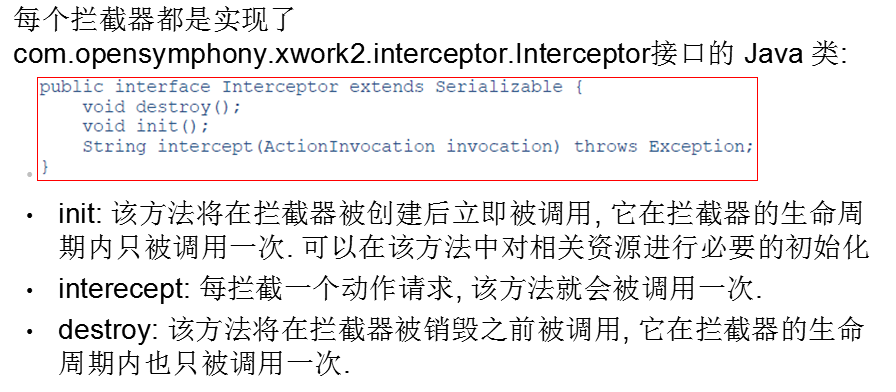 每个拦截器都是实现了
com.opensymphony.xwork2.interceptor.Interceptor接口的 Java 类:
public interface Interceptor extends Serializable {
    void destroy();
    void init();
    String intercept(ActionInvocation invocation) throws Exception;
}
• init: 该方法将在拦截器被创建后立即被调用, 它在拦截器的生命周
期内只被调用一次. 可以在该方法中对相关资源进行必要的初始化
• interecept: 每拦截一个动作请求, 该方法就会被调用一次.
• destroy: 该方法将在拦截器被销毁之前被调用, 它在拦截器的生命
周期内也只被调用一次.